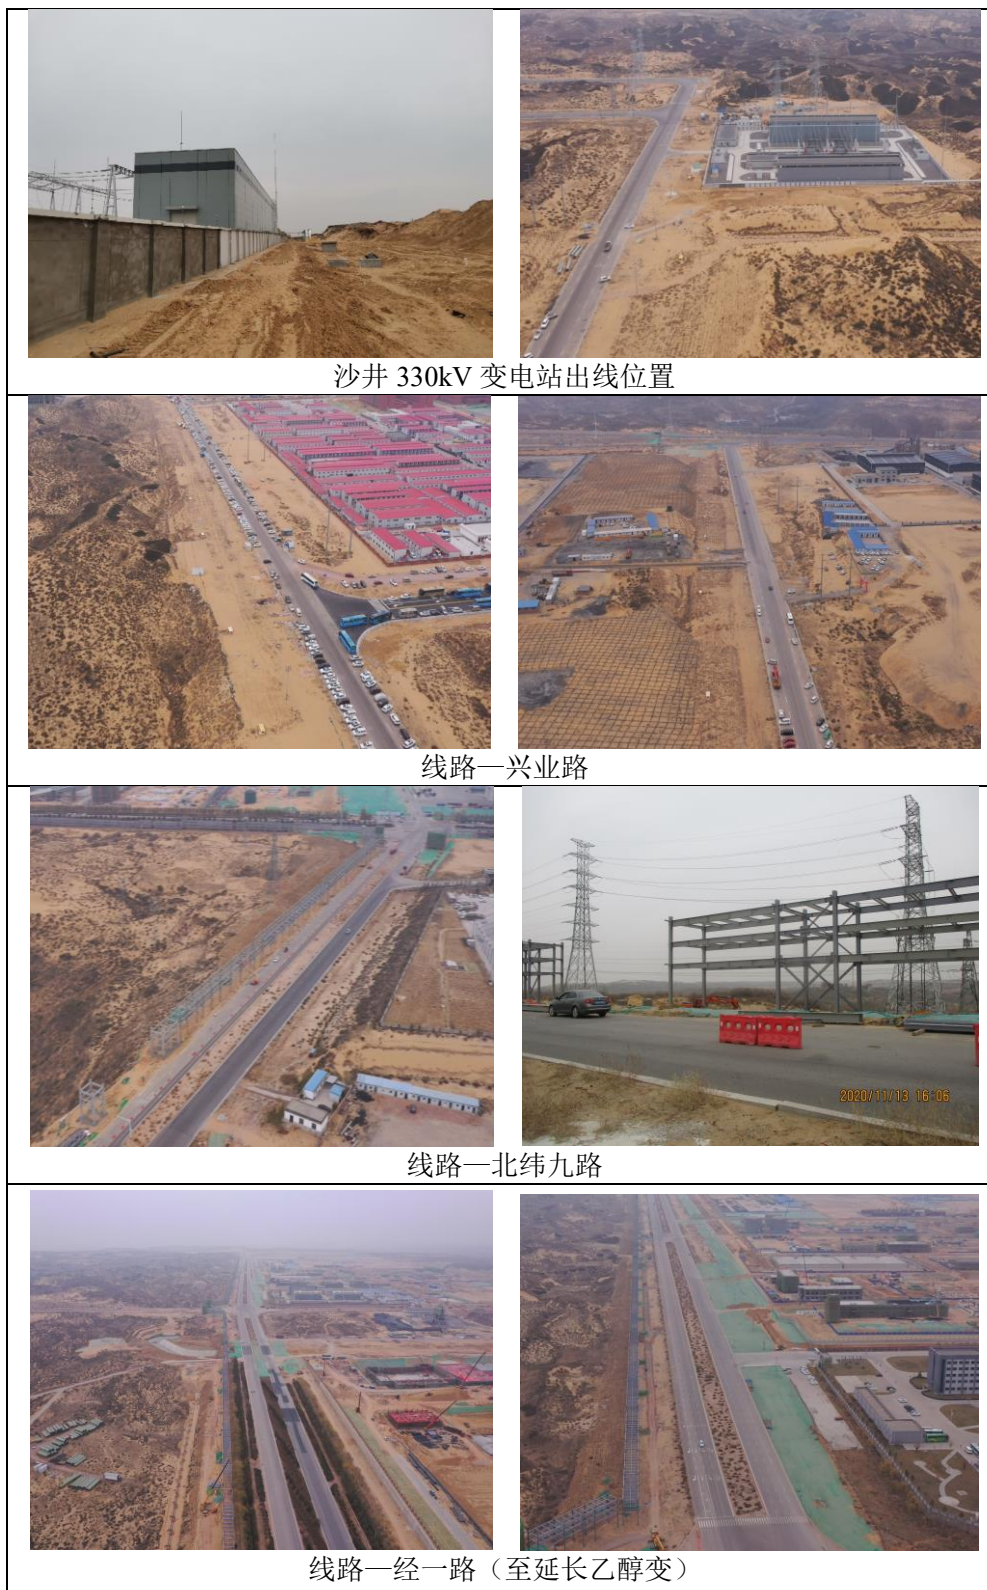 沙井 330kV 变电站出线位置
线路—兴业路
2020/11/13 16:06
线路—北纬九路
线路—经一路（至延长乙醇变）